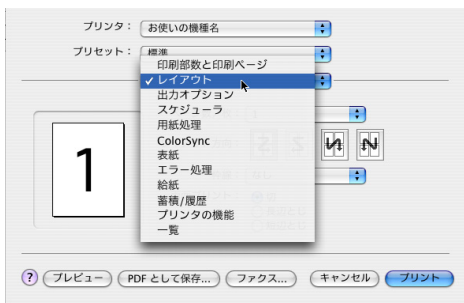 プリンタ： お使いの機種名
プリセット： 標準
印刷部数と印刷ページ
✓ レイアウト
出力オプション
スケジューラ
用紙処理
ColorSync
表紙
エラー処理
給紙
蓄積/履歴
プリンタの機能
一覧
1
? プレビュー PDF として保存... ファクス... キャンセル プリント